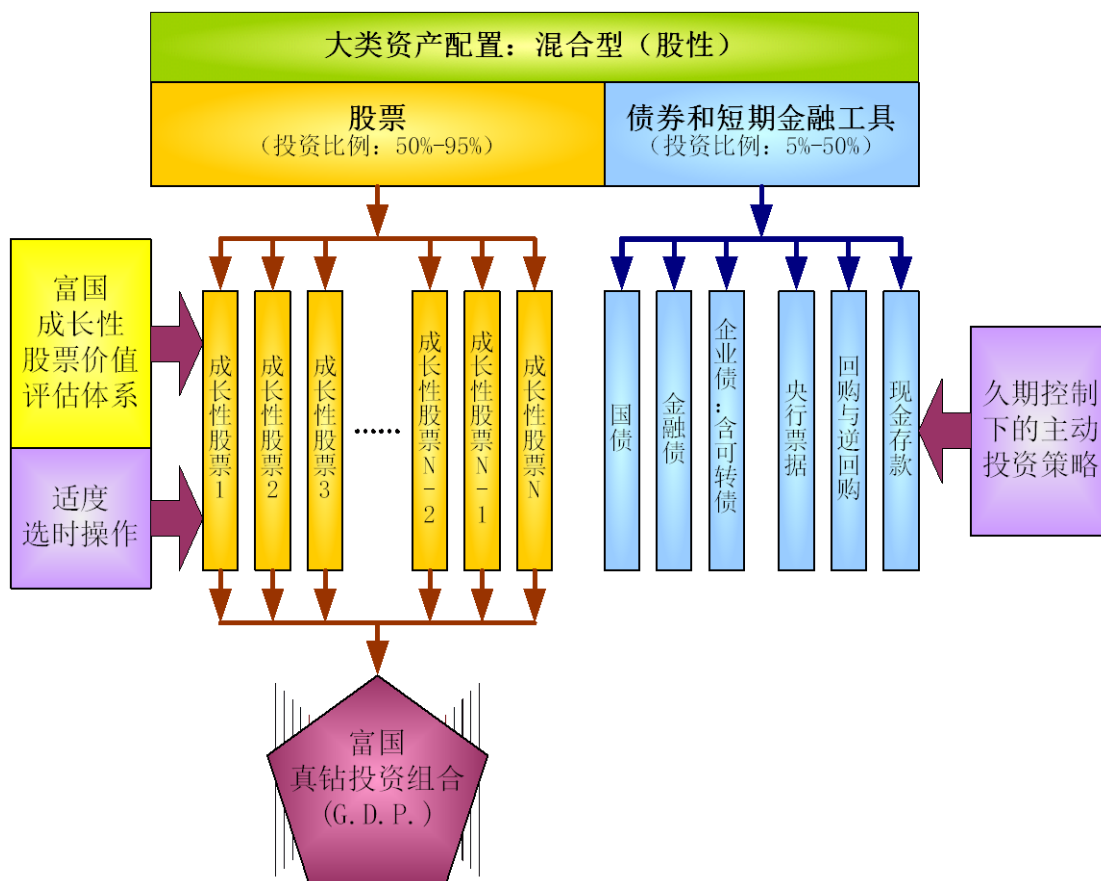 大类资产配置：混合型（股性）
股票
（投资比例：50%-95%）
债券和短期金融工具
（投资比例：5%-50%）
富国
成长性
股票价值
评估体系
适度
选时操作
成长性股票1
成长性股票2
成长性股票3
……
成长性股票N-2
成长性股票N-1
成长性股票N
国债
金融债
企业债：含可转债
央行票据
回购与逆回购
现金存款
久期控制
下的主动
投资策略
富国
真钻投资组合
(G.D.P.)